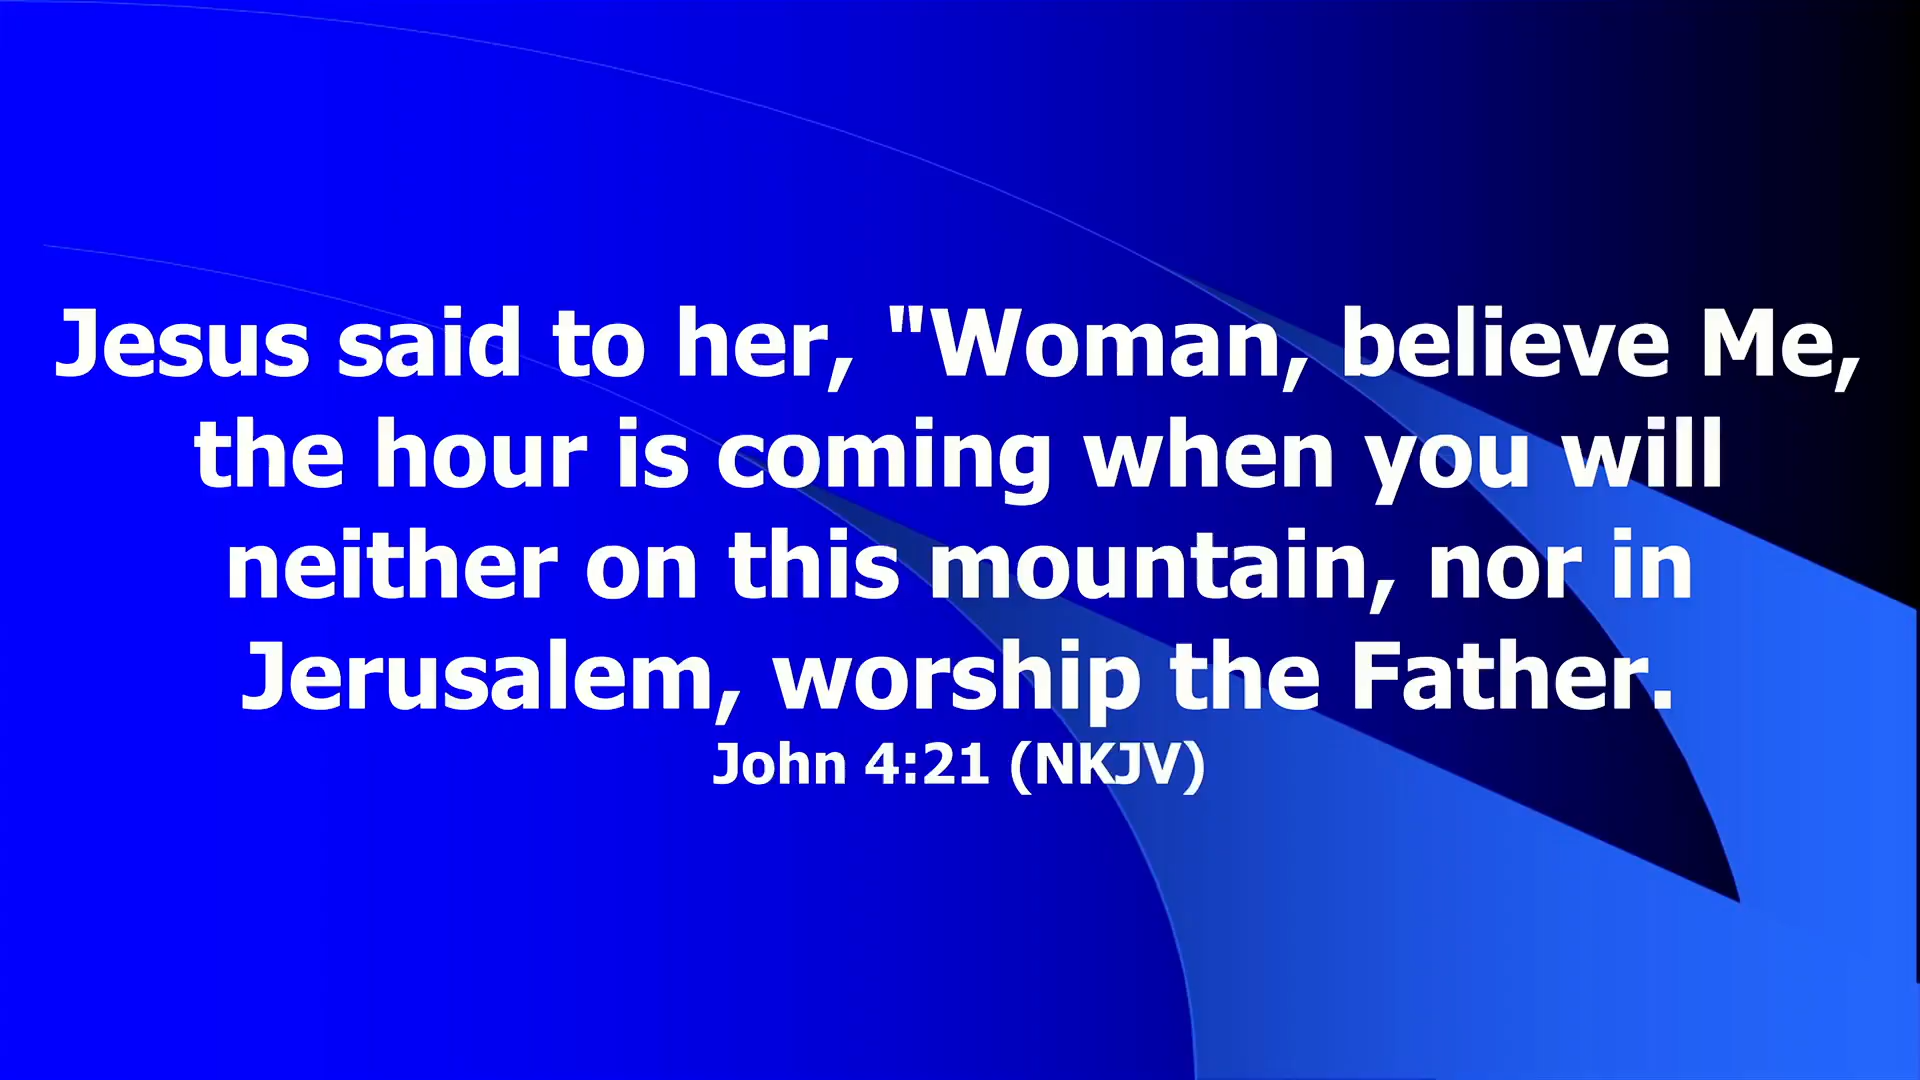 Jesus said to her, "Woman, believe Me,
the hour is coming when you will
neither on this mountain, nor in
Jerusalem, worship the Father.
John 4:21 (NKJV)